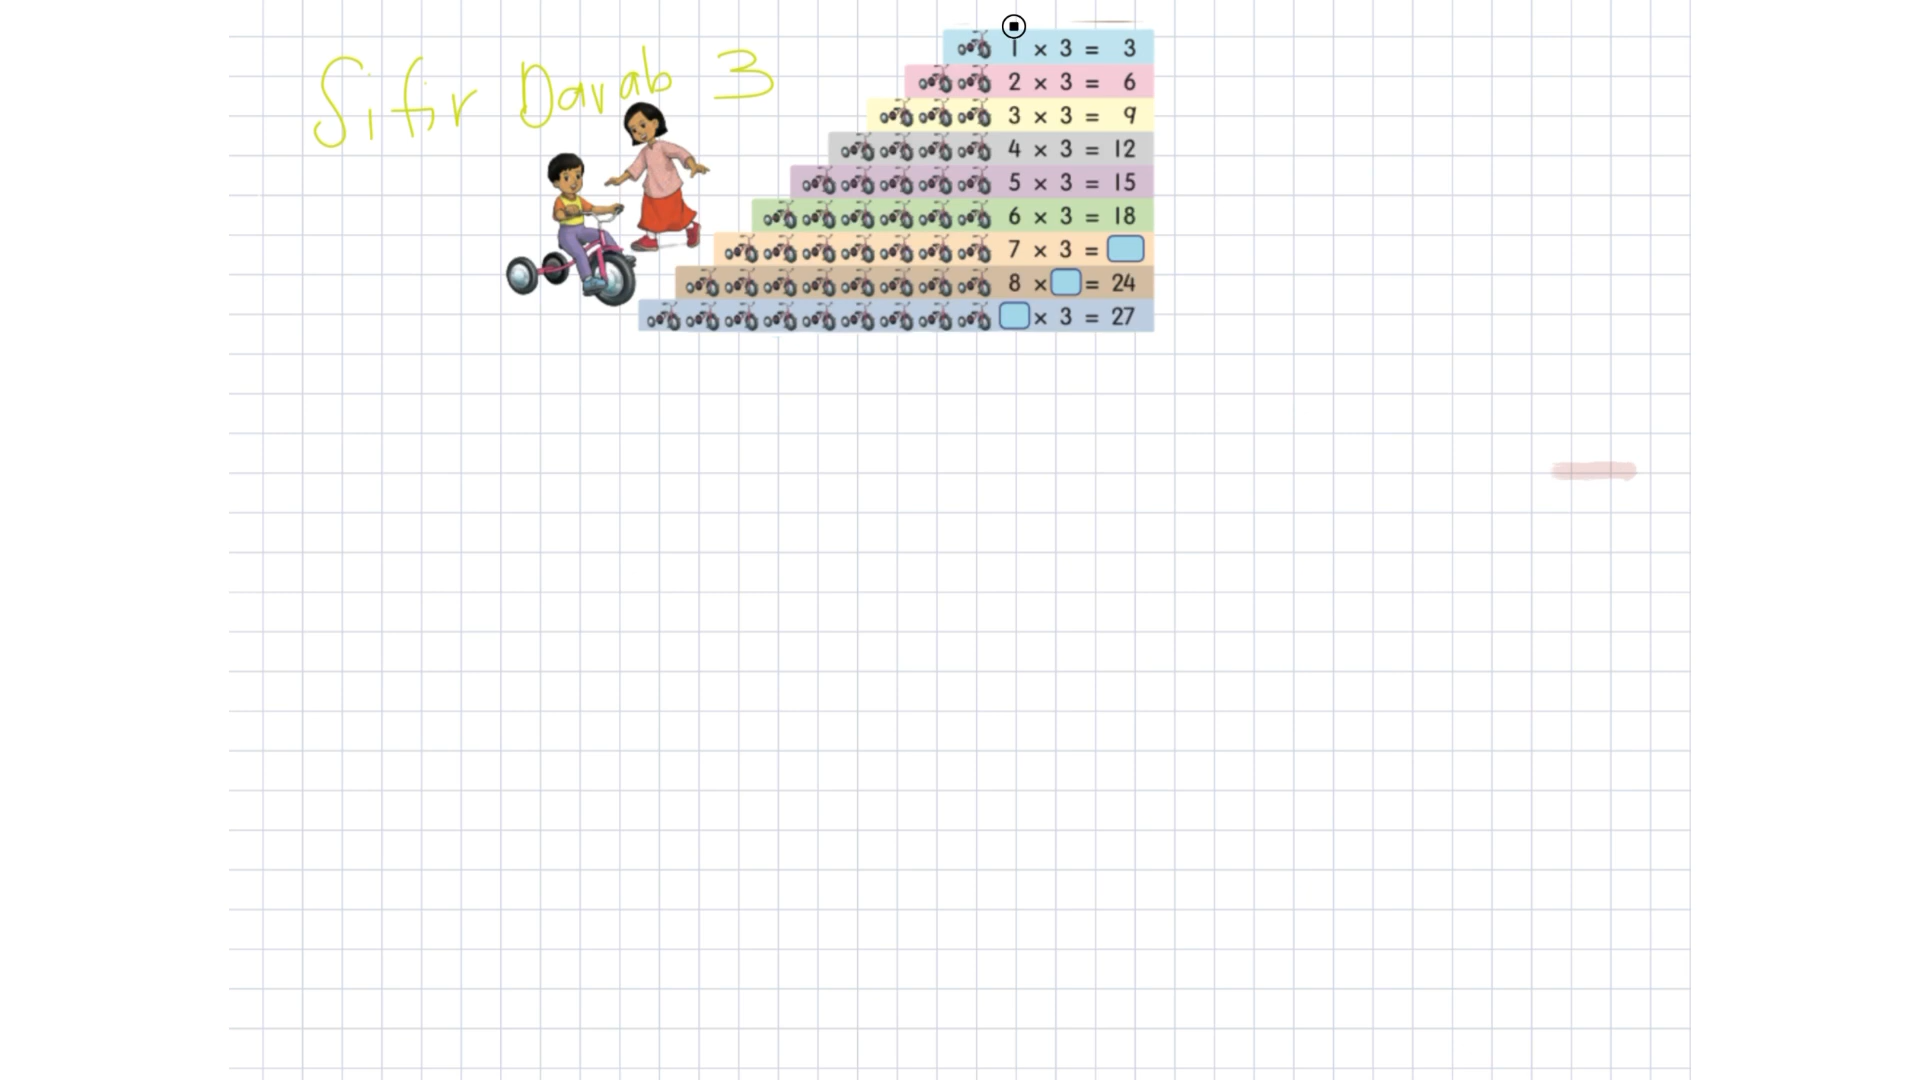 Sifir Darab 3
1 × 3 = 3
2 × 3 = 6
3 × 3 = 9
4 × 3 = 12
5 × 3 = 15
6 × 3 = 18
7 × 3 =
8 × = 24
× 3 = 27